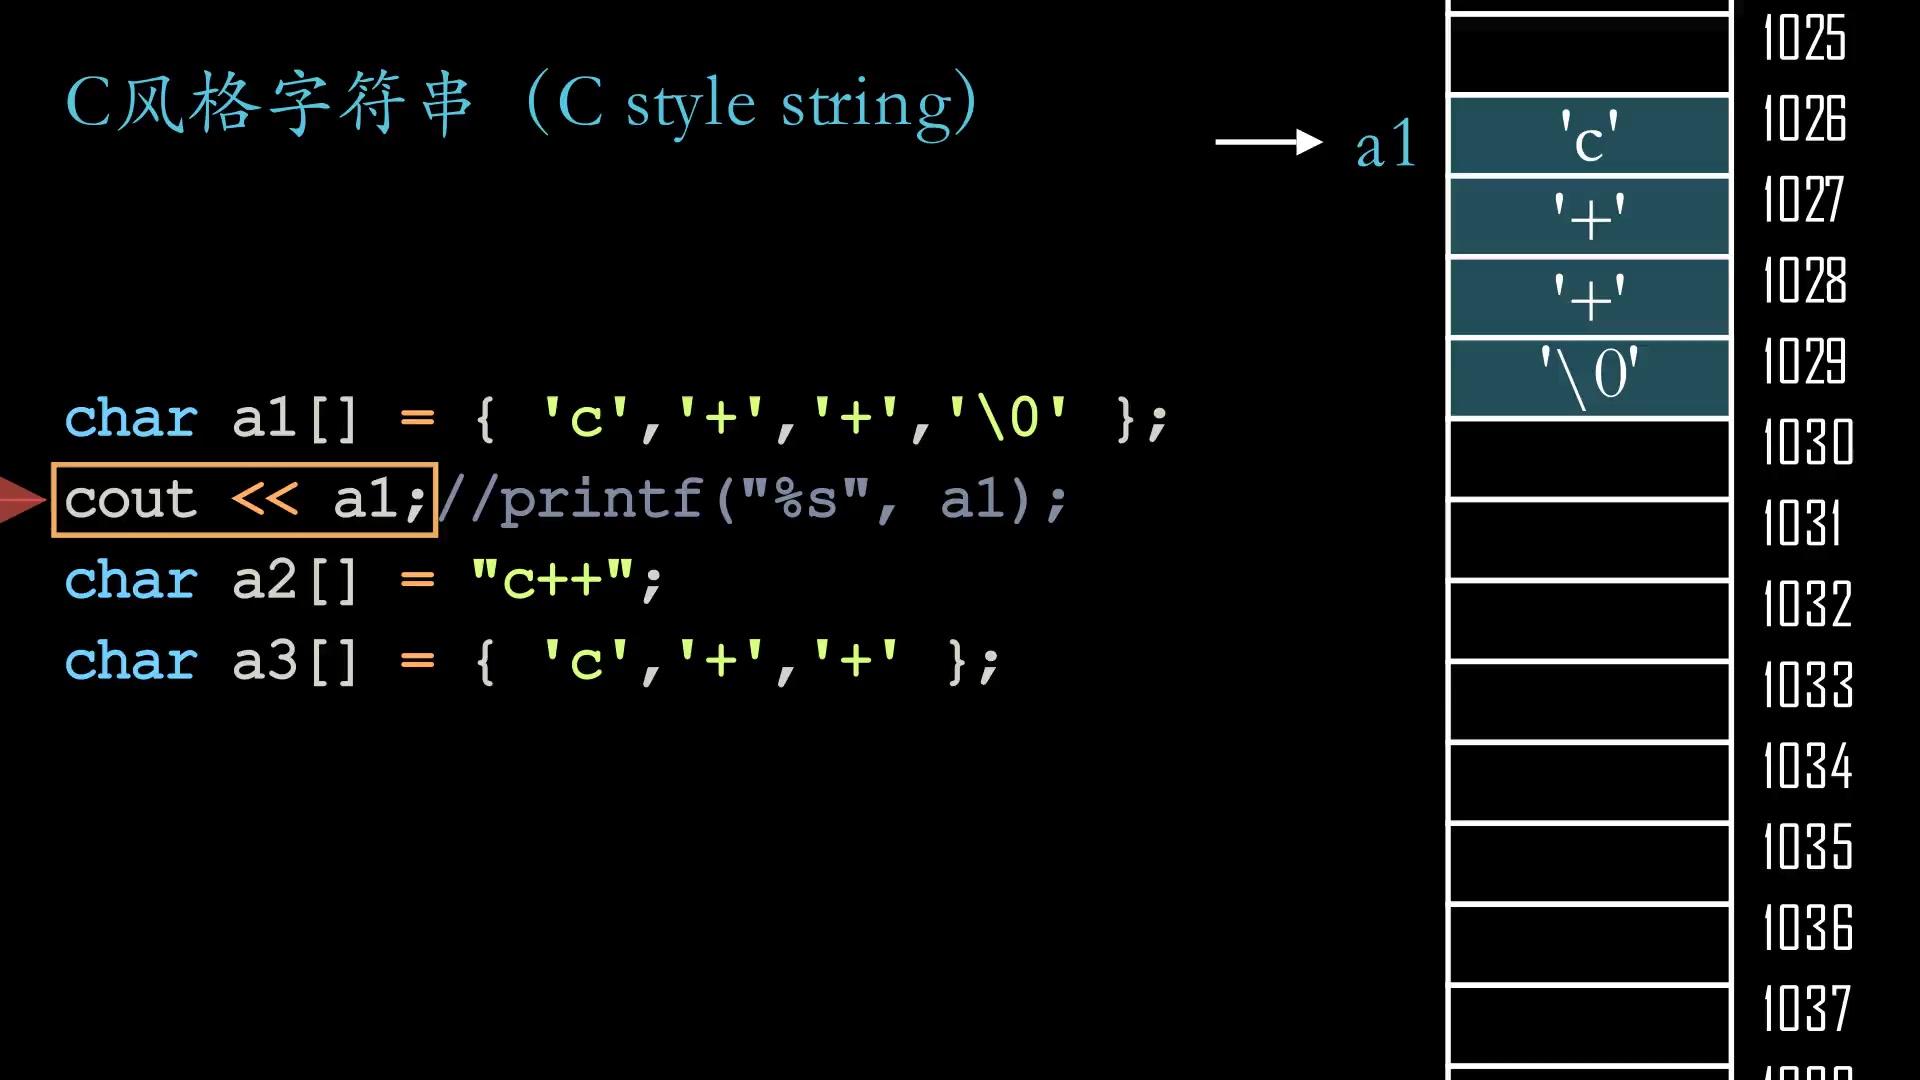 C风格字符串（C style string）
char a1[] = { 'c','+','+','\0' };
cout << a1;//printf("%s", a1);
char a2[] = "c++";
char a3[] = { 'c','+','+' };
a1
1025
'c' 1026
'+' 1027
'+' 1028
'\0' 1029
1030
1031
1032
1033
1034
1035
1036
1037